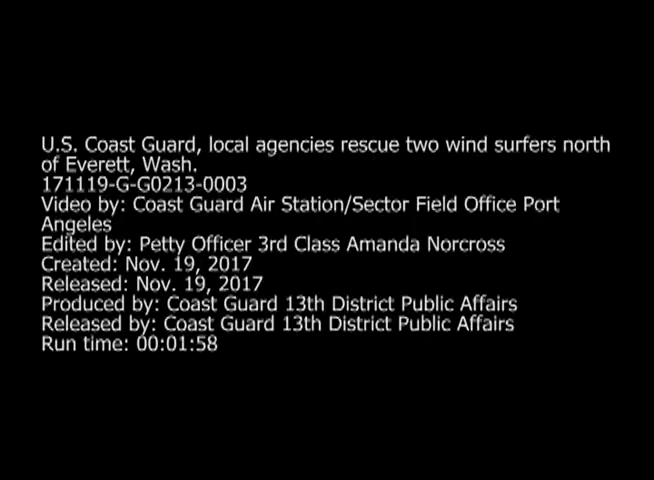 U.S. Coast Guard, local agencies rescue two wind surfers north
of Everett, Wash.
171119-G-G0213-0003
Video by: Coast Guard Air Station/Sector Field Office Port
Angeles
Edited by: Petty Officer 3rd Class Amanda Norcross
Created: Nov. 19, 2017
Released: Nov. 19, 2017
Produced by: Coast Guard 13th District Public Affairs
Released by: Coast Guard 13th District Public Affairs
Run time: 00:01:58